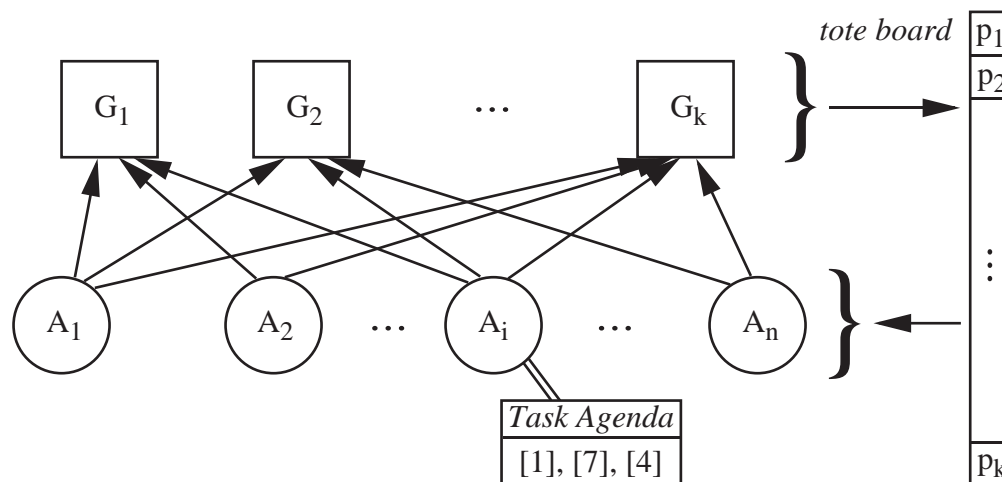 tote board
p1
p2
G1
G2
...
Gk
...
A1
A2
...
Ai
...
An
Task Agenda
[1], [7], [4]
pk